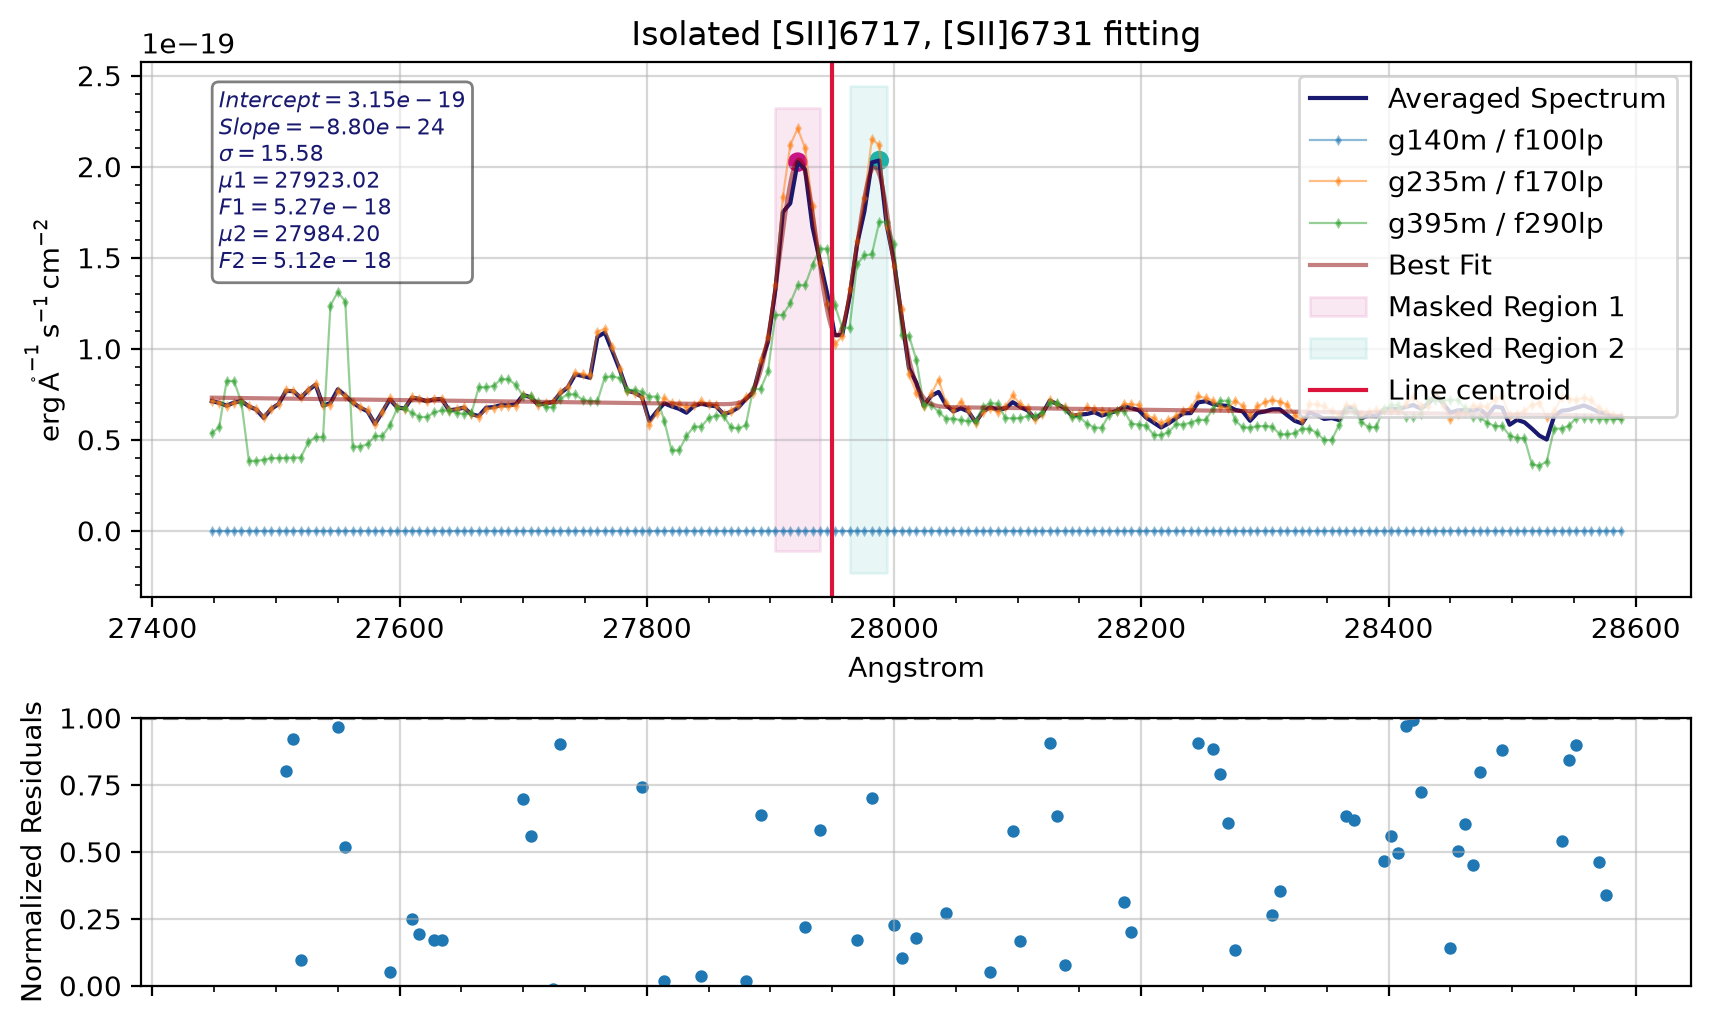 Isolated [SII]6717, [SII]6731 fitting
1e−19
2.5
2.0
1.5
1.0
0.5
0.0
erg Å⁻¹ s⁻¹ cm⁻²
Intercept = 3.15e − 19
Slope = −8.80e − 24
σ = 15.58
μ1 = 27923.02
F1 = 5.27e − 18
μ2 = 27984.20
F2 = 5.12e − 18
Averaged Spectrum
g140m / f100lp
g235m / f170lp
g395m / f290lp
Best Fit
Masked Region 1
Masked Region 2
Line centroid
27400 27600 27800 28000 28200 28400 28600
Angstrom
Normalized Residuals
1.00
0.75
0.50
0.25
0.00